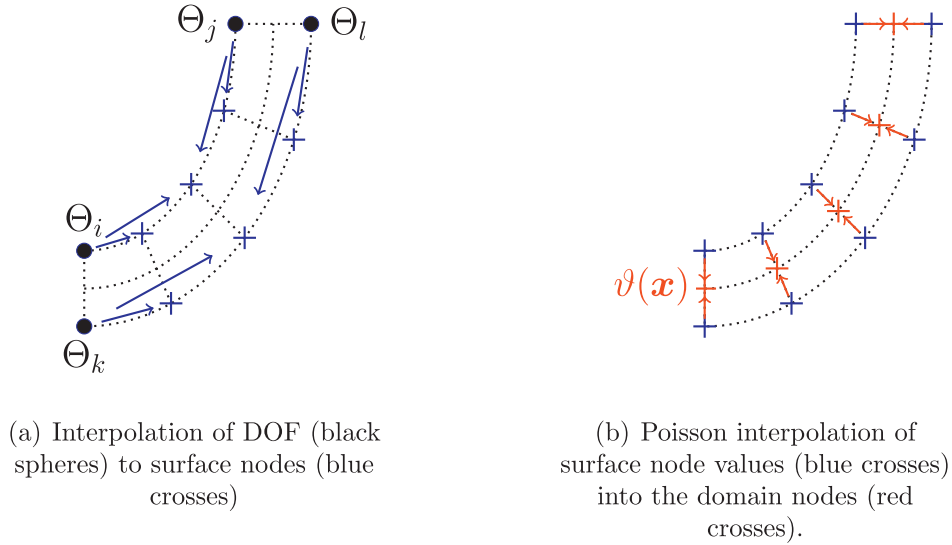 Θj Θl
Θi
Θk
ϑ(x)
(a) Interpolation of DOF (black
spheres) to surface nodes (blue
crosses)
(b) Poisson interpolation of
surface node values (blue crosses)
into the domain nodes (red
crosses).